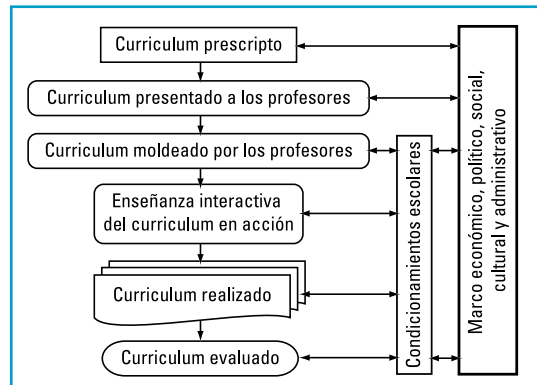 Curriculum prescripto
Curriculum presentado a los profesores
Curriculum moldeado por los profesores
Enseñanza interactiva
del curriculum en acción
Curriculum realizado
Curriculum evaluado
Condicionamientos escolares
Marco económico, político, social,
cultural y administrativo